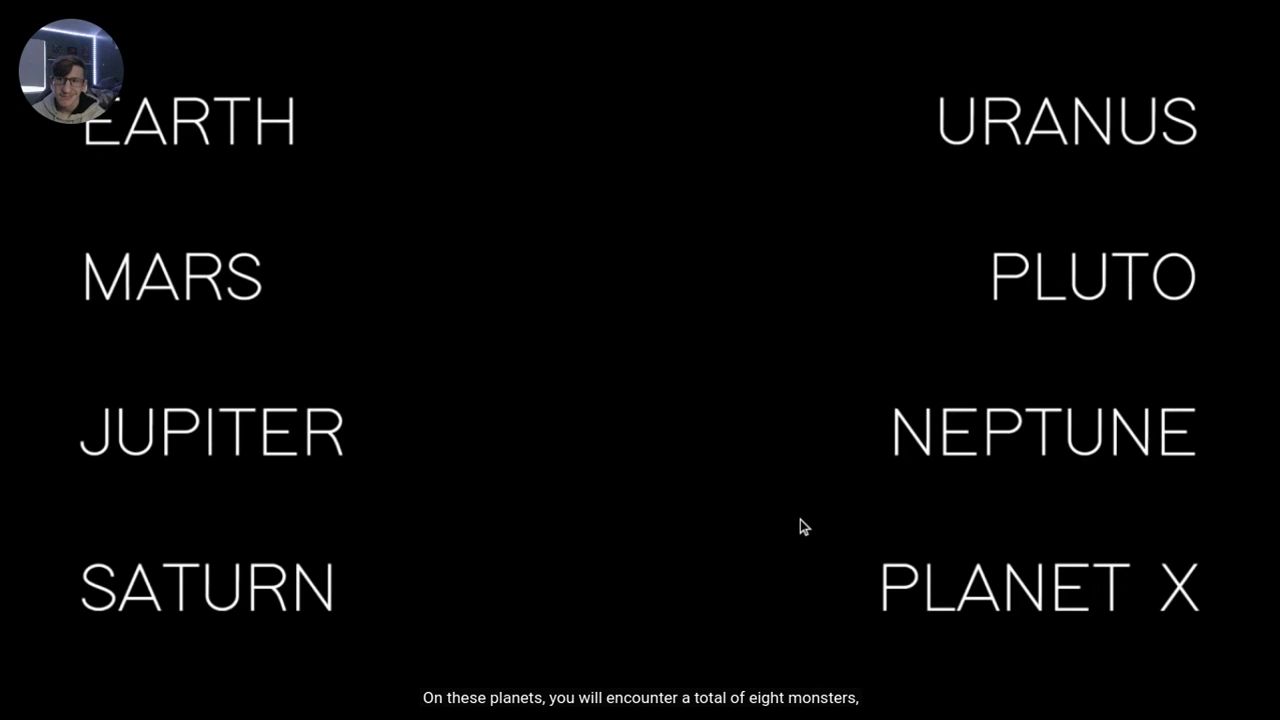 EARTH
MARS
JUPITER
SATURN
URANUS
PLUTO
NEPTUNE
PLANET X
On these planets, you will encounter a total of eight monsters,